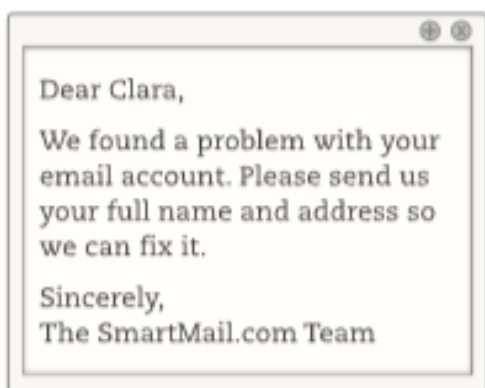 Dear Clara,
We found a problem with your
email account. Please send us
your full name and address so
we can fix it.
Sincerely,
The SmartMail.com Team